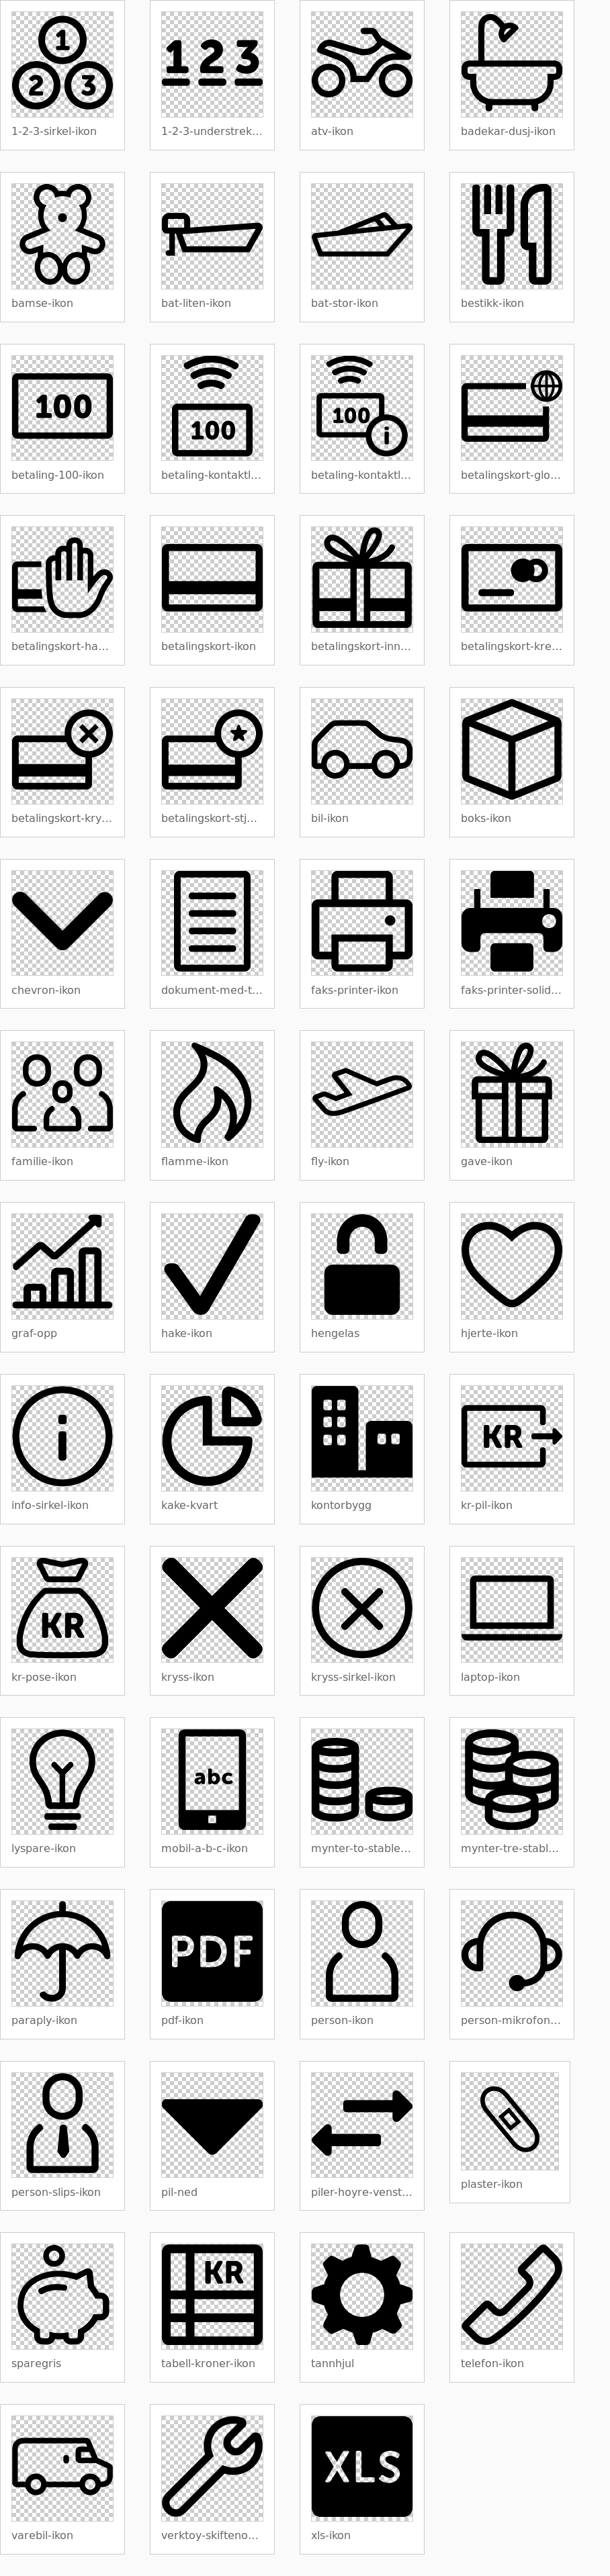 1
2 3
1-2-3-sirkel-ikon
1 2 3
1-2-3-understrek...
atv-ikon
badekar-dusj-ikon
bamse-ikon
bat-liten-ikon
bat-stor-ikon
bestikk-ikon
100
betaling-100-ikon
100
betaling-kontaktl...
100
i
betaling-kontaktl...
betalingskort-glo...
betalingskort-ha...
betalingskort-ikon
betalingskort-inn...
betalingskort-kre...
betalingskort-kry...
betalingskort-stj...
bil-ikon
boks-ikon
chevron-ikon
dokument-med-t...
faks-printer-ikon
faks-printer-solid...
familie-ikon
flamme-ikon
fly-ikon
gave-ikon
graf-opp
hake-ikon
hengelas
hjerte-ikon
i
info-sirkel-ikon
kake-kvart
kontorbygg
KR
kr-pil-ikon
KR
kr-pose-ikon
kryss-ikon
kryss-sirkel-ikon
laptop-ikon
lyspare-ikon
abc
mobil-a-b-c-ikon
mynter-to-stable...
mynter-tre-stabl...
paraply-ikon
PDF
pdf-ikon
person-ikon
person-mikrofon...
person-slips-ikon
pil-ned
piler-hoyre-venst...
plaster-ikon
sparegris
KR
tabell-kroner-ikon
tannhjul
telefon-ikon
varebil-ikon
verktoy-skifteno...
XLS
xls-ikon